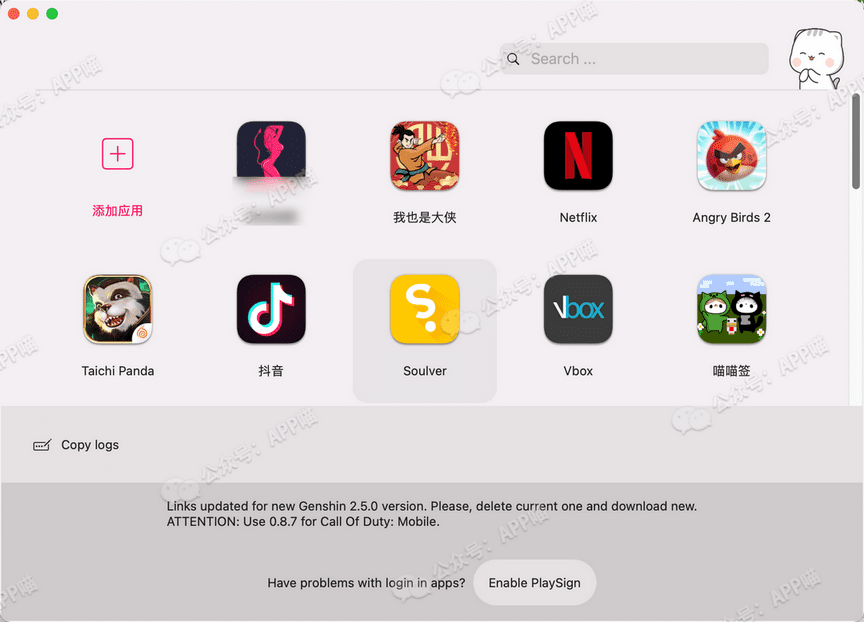 Search ...
添加应用
我也是大侠
Netflix
Angry Birds 2
Taichi Panda
抖音
Soulver
Vbox
喵喵签
Copy logs
Links updated for new Genshin 2.5.0 version. Please, delete current one and download new.
ATTENTION: Use 0.8.7 for Call Of Duty: Mobile.
Have problems with login in apps?
Enable PlaySign
公众号：APP喵